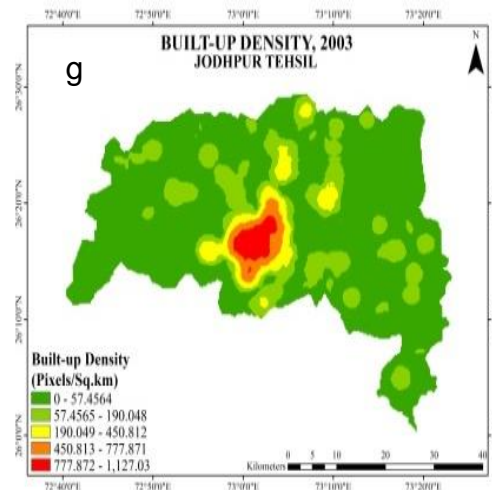 72°40'0"E 72°50'0"E 73°0'0"E 73°10'0"E 73°20'0"E
BUILT-UP DENSITY, 2003
JODHPUR TEHSIL
N
g
26°30'0"N
26°20'0"N
26°10'0"N
26°0'0"N
Built-up Density
(Pixels/Sq.km)
0 - 57.4564
57.4565 - 190.048
190.049 - 450.812
450.813 - 777.871
777.872 - 1,127.03
Kilometers 0 5 10 20 30 40
72°40'0"E 72°50'0"E 73°0'0"E 73°10'0"E 73°20'0"E